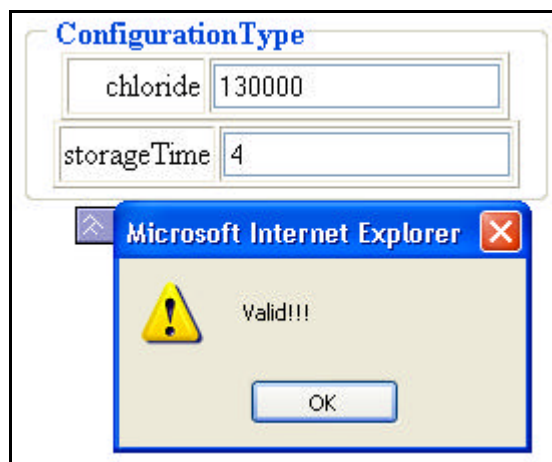 ConfigurationType
chloride 130000
storageTime 4
Microsoft Internet Explorer
Valid!!!
OK